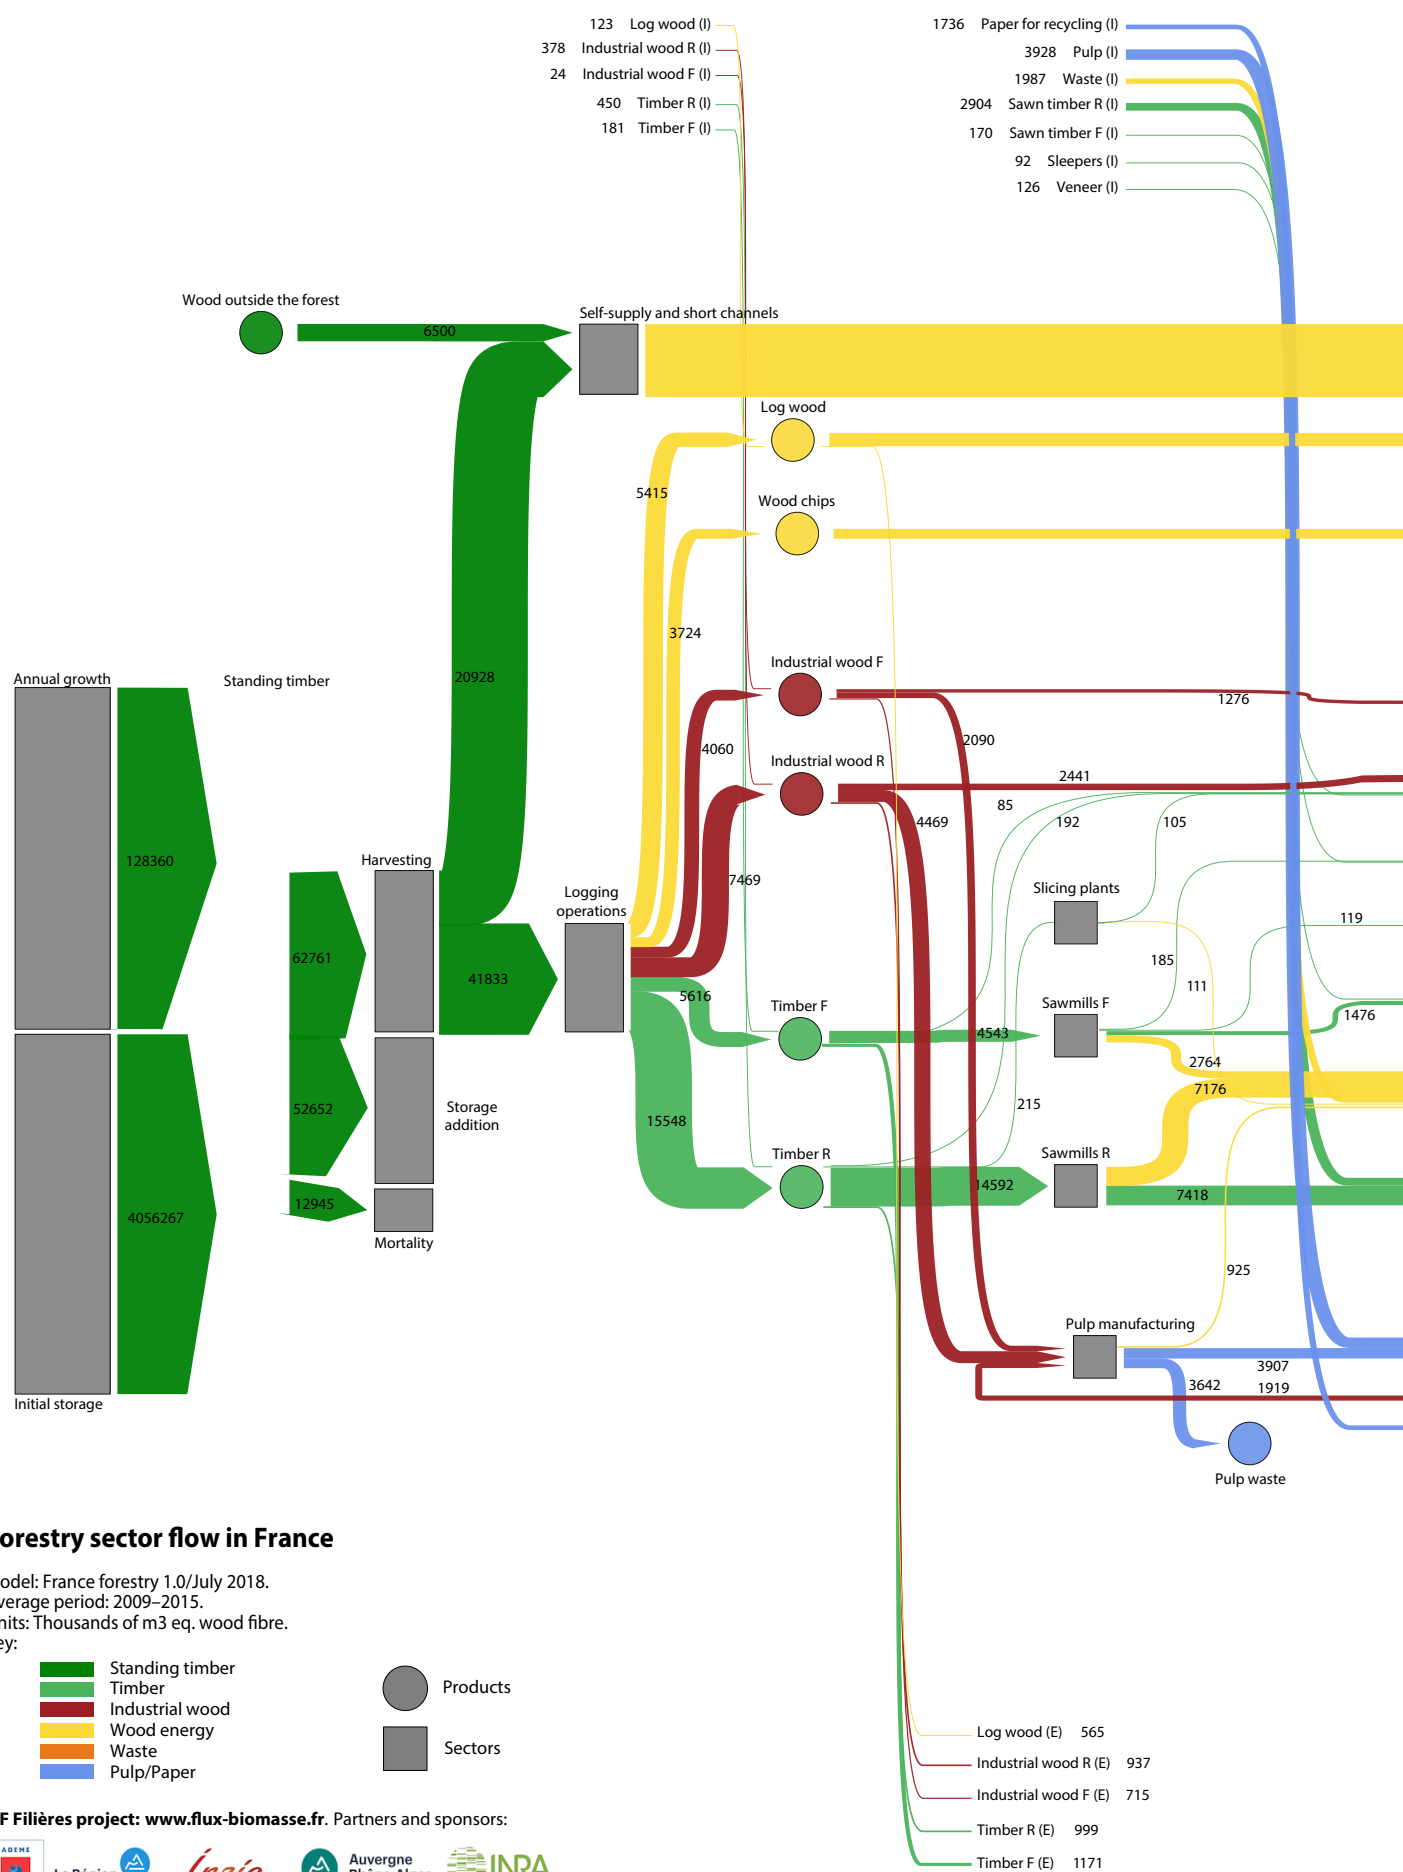 123 Log wood (I)
378 Industrial wood R (I)
24 Industrial wood F (I)
450 Timber R (I)
181 Timber F (I)
1736 Paper for recycling (I)
3928 Pulp (I)
1987 Waste (I)
2904 Sawn timber R (I)
170 Sawn timber F (I)
92 Sleepers (I)
126 Veneer (I)
Wood outside the forest
6500
Self-supply and short channels
Log wood
5415
Wood chips
3724
20928
Annual growth
Standing timber
Industrial wood F
1276
4060
2090
Industrial wood R
2441
85
192
105
4469
128360
Harvesting
7469
Slicing plants
Logging
operations
119
62761
41833
185
111
5616
Timber F
Sawmills F
1476
4543
2764
7176
52652
Storage
addition
15548
215
Timber R
Sawmills R
14592
7418
12945
4056267
Mortality
925
Pulp manufacturing
3907
3642
1919
Initial storage
Pulp waste
orestry sector flow in France
odel: France forestry 1.0/July 2018.
verage period: 2009–2015.
nits: Thousands of m3 eq. wood fibre.
ey:
Standing timber
Timber
Industrial wood
Wood energy
Waste
Pulp/Paper
Products
Sectors
Log wood (E) 565
Industrial wood R (E) 937
Industrial wood F (E) 715
Timber R (E) 999
Timber F (E) 1171
F Filières project: www.flux-biomasse.fr. Partners and sponsors:
ADEME
La Région
Inria
Auvergne
Rhône-Alpes
INRA